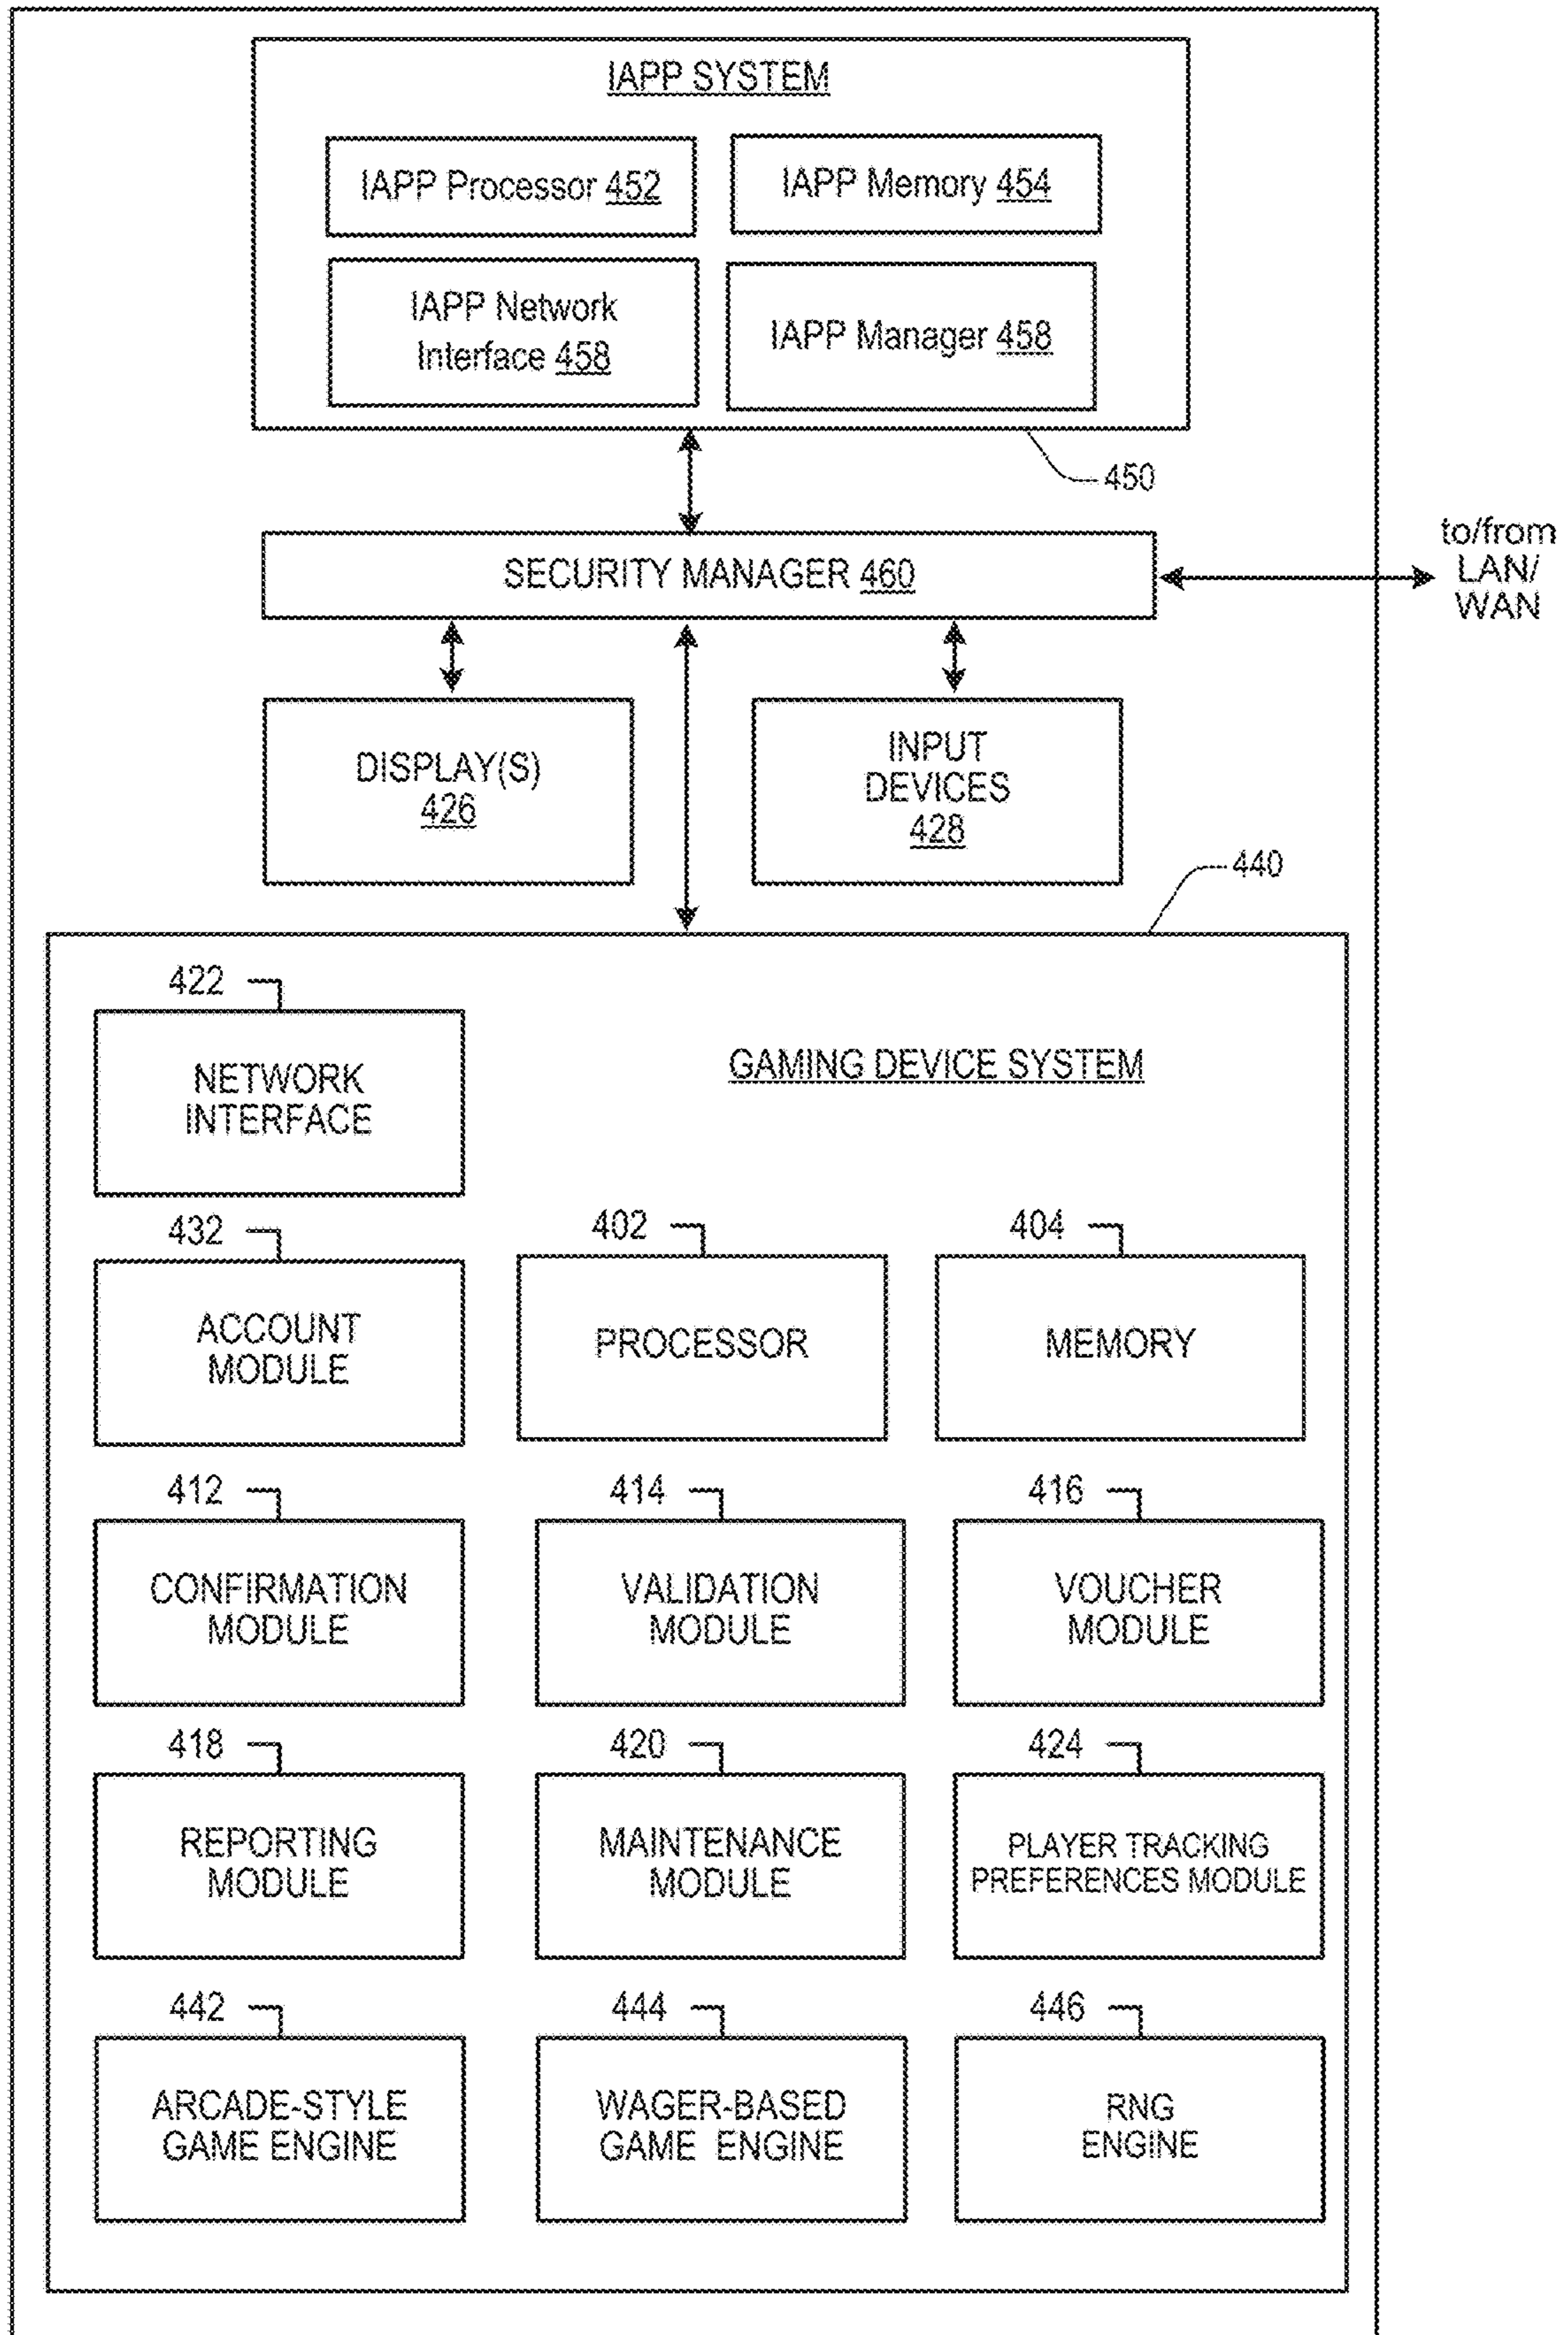 IAPP SYSTEM
IAPP Processor 452
IAPP Memory 454
IAPP Network
Interface 458
IAPP Manager 458
450
to/from
LAN/
WAN
SECURITY MANAGER 460
DISPLAY(S)
426
INPUT
DEVICES
428
440
422
NETWORK
INTERFACE
GAMING DEVICE SYSTEM
432
ACCOUNT
MODULE
402
PROCESSOR
404
MEMORY
412
CONFIRMATION
MODULE
414
VALIDATION
MODULE
416
VOUCHER
MODULE
418
REPORTING
MODULE
420
MAINTENANCE
MODULE
424
PLAYER TRACKING
PREFERENCES MODULE
442
ARCADE-STYLE
GAME ENGINE
444
WAGER-BASED
GAME ENGINE
446
RNG
ENGINE